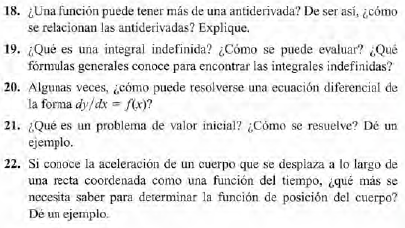 18. ¿Una función puede tener más de una antiderivada? De ser así, ¿cómo
se relacionan las antiderivadas? Explique.
19. ¿Qué es una integral indefinida? ¿Cómo se puede evaluar? ¿Qué
fórmulas generales conoce para encontrar las integrales indefinidas?
20. Algunas veces, ¿cómo puede resolverse una ecuación diferencial de
la forma dy/dx = f(x)?
21. ¿Qué es un problema de valor inicial? ¿Cómo se resuelve? Dé un
ejemplo.
22. Si conoce la aceleración de un cuerpo que se desplaza a lo largo de
una recta coordenada como una función del tiempo, ¿qué más se
necesita saber para determinar la función de posición del cuerpo?
Dé un ejemplo.